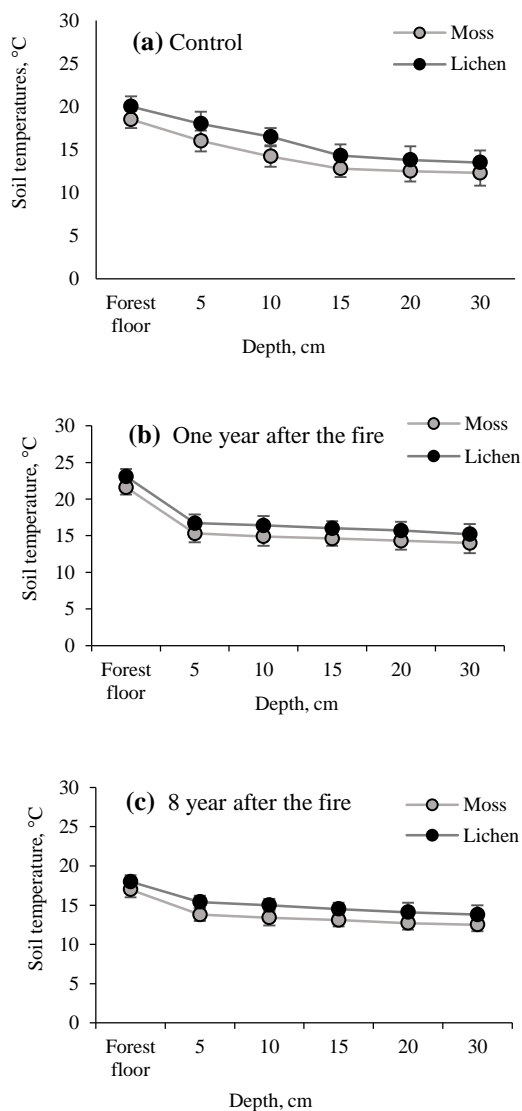 (a) Control
Moss
Lichen
Soil temperatures, °C
30
25
20
15
10
5
0
Forest floor
5
10
15
20
30
Depth, cm
(b) One year after the fire
Moss
Lichen
Soil temperature, °C
30
25
20
15
10
5
0
Forest floor
5
10
15
20
30
Depth, cm
(c) 8 year after the fire
Moss
Lichen
Soil temperature, °C
30
25
20
15
10
5
0
Forest floor
5
10
15
20
30
Depth, cm